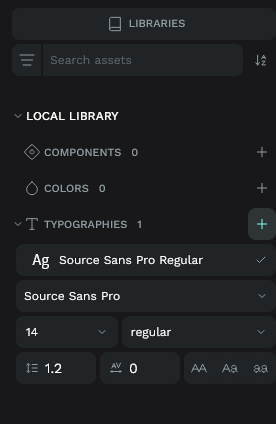 LIBRARIES
Search assets
LOCAL LIBRARY
COMPONENTS 0
COLORS 0
TYPOGRAPHIES 1
Ag Source Sans Pro Regular
Source Sans Pro
14 regular
1.2 0 AA Aa aa